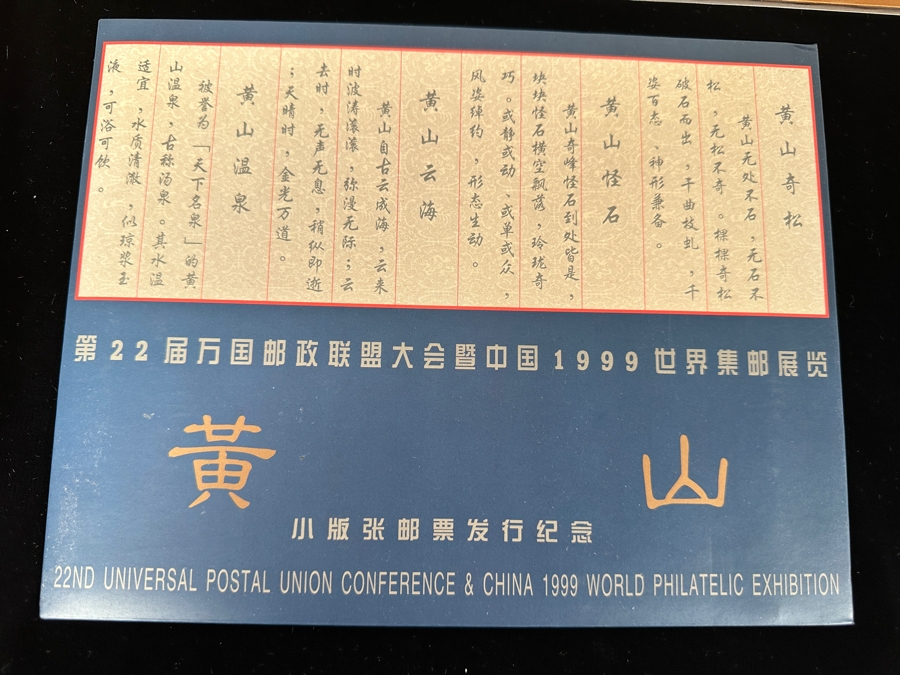 黄山奇松
黄山无处不石，无石不
松，无松不奇。棵棵奇松
破石而出，千曲枝虬，千
姿百态、神形兼备。
黄山怪石
黄山奇峰怪石到处皆是，
块块怪石横空飘落，玲珑奇
巧。或静或动、或单或众，
风姿绰约，形态生动。
黄山云海
黄山自古云成海，云来
时波涛滚滚，弥漫无际；云
去时，无声无息，稍纵即逝
；天晴时，金光万道。
黄山温泉
被誉为「天下名泉」的黄
山温泉，古称汤泉。其水温
适宜，水质清澈，似琼浆玉
液，可浴可饮。
第22届万国邮政联盟大会暨中国1999世界集邮展览
黄山
小版张邮票发行纪念
22ND UNIVERSAL POSTAL UNION CONFERENCE & CHINA 1999 WORLD PHILATELIC EXHIBITION